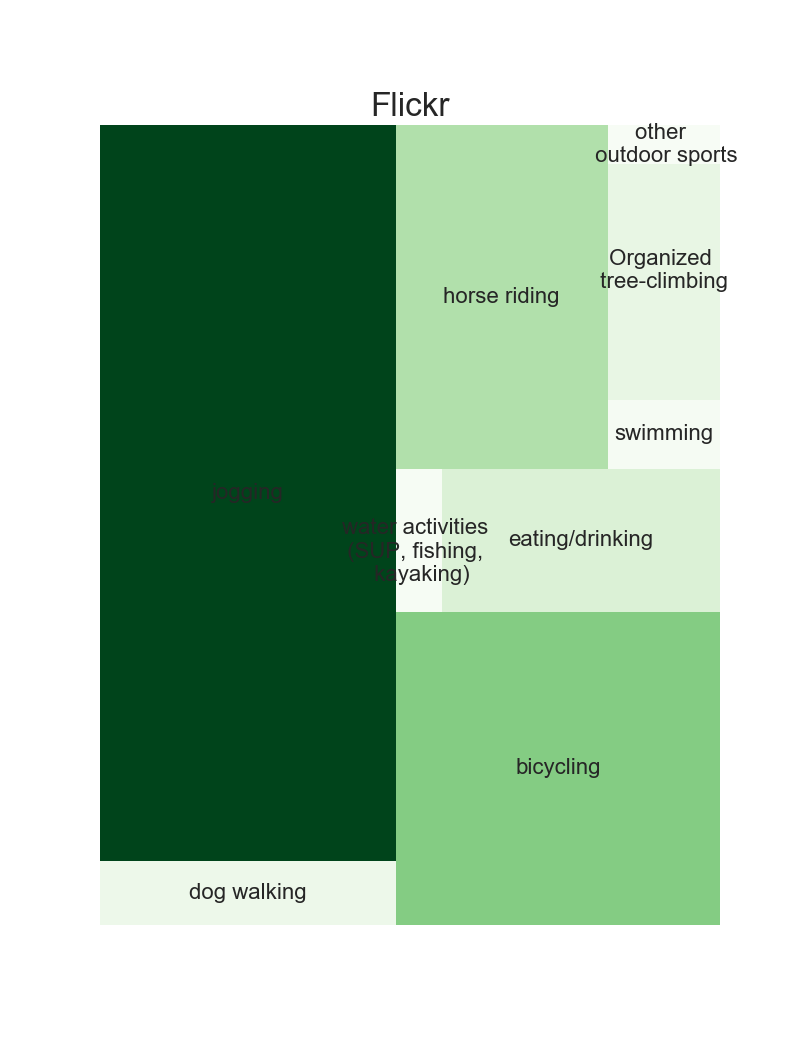 Flickr
other
outdoor sports
Organized
tree-climbing
horse riding
swimming
jogging
water activities
(SUP, fishing,
kayaking)
eating/drinking
bicycling
dog walking